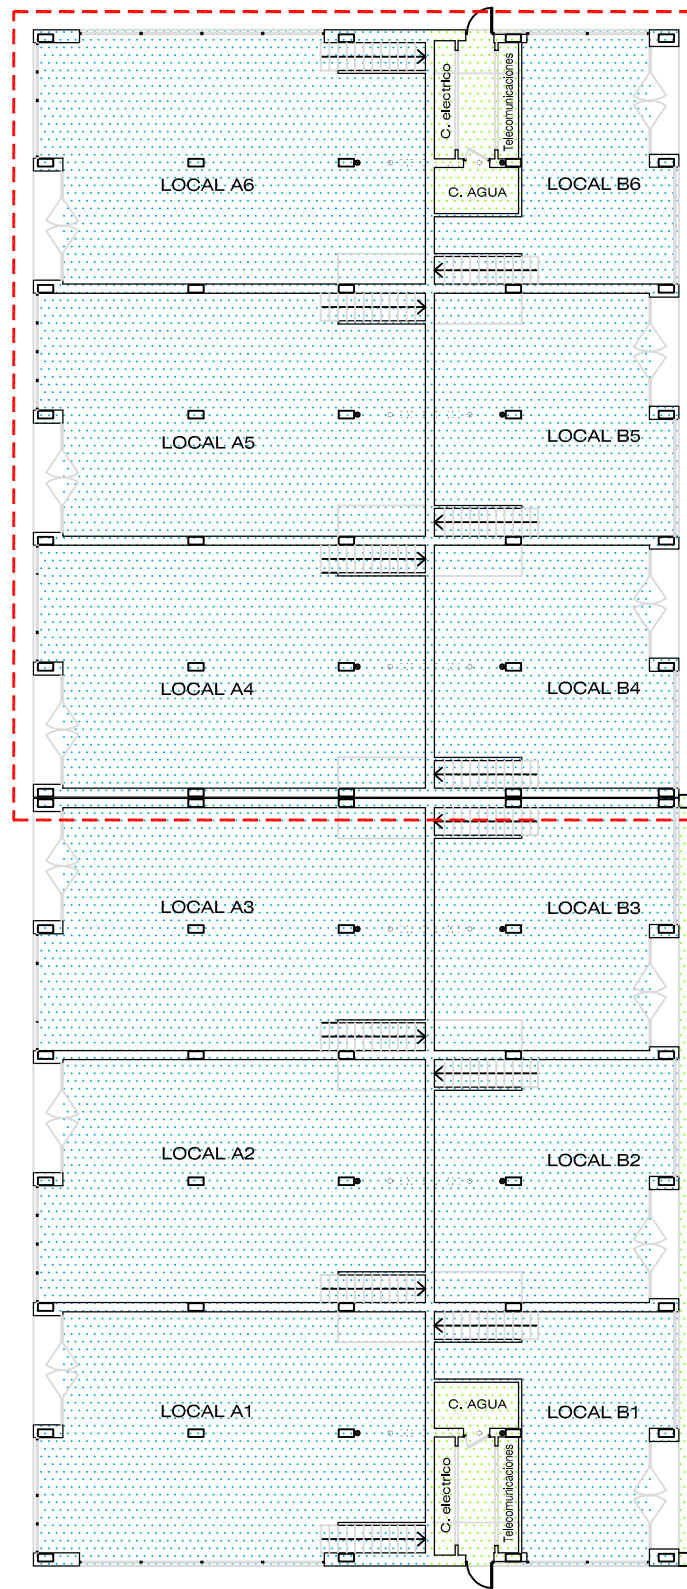 C. electrico
Telecomunicaciones
LOCAL A6
C. AGUA
LOCAL B6
LOCAL A5
LOCAL B5
LOCAL A4
LOCAL B4
LOCAL A3
LOCAL B3
LOCAL A2
LOCAL B2
LOCAL A1
C. AGUA
LOCAL B1
C. electrico
Telecomunicaciones